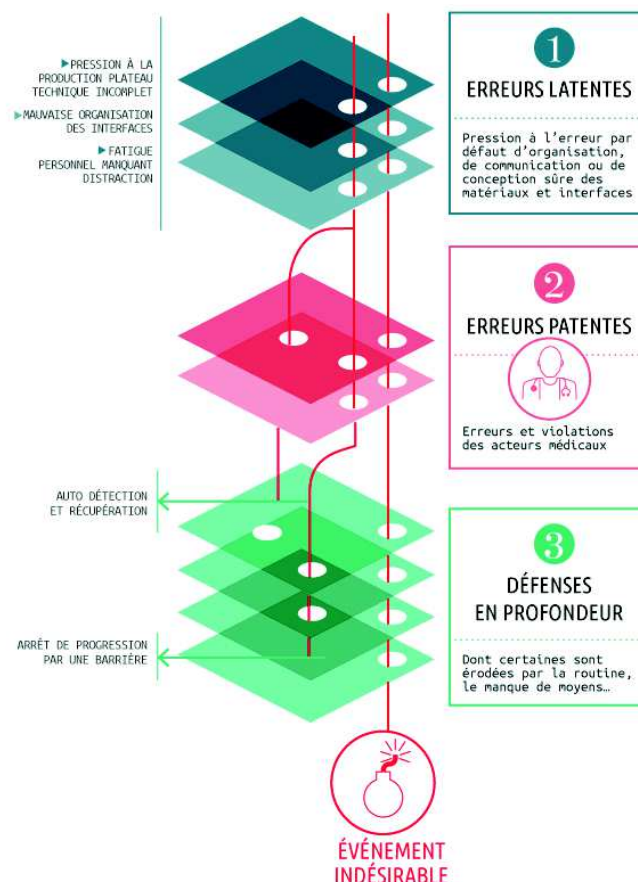 ▶PRESSION À LA
PRODUCTION PLATEAU
TECHNIQUE INCOMPLET
▶MAUVAISE ORGANISATION
DES INTERFACES
▶FATIGUE
PERSONNEL MANQUANT
DISTRACTION
1
ERREURS LATENTES
Pression à l'erreur par
défaut d'organisation,
de communication ou de
conception sûre des
matériaux et interfaces
2
ERREURS PATENTES
Erreurs et violations
des acteurs médicaux
AUTO DÉTECTION
ET RÉCUPÉRATION
ARRÊT DE PROGRESSION
PAR UNE BARRIÈRE
3
DÉFENSES
EN PROFONDEUR
Dont certaines sont
érodées par la routine,
le manque de moyens…
ÉVÉNEMENT
INDÉSIRABLE